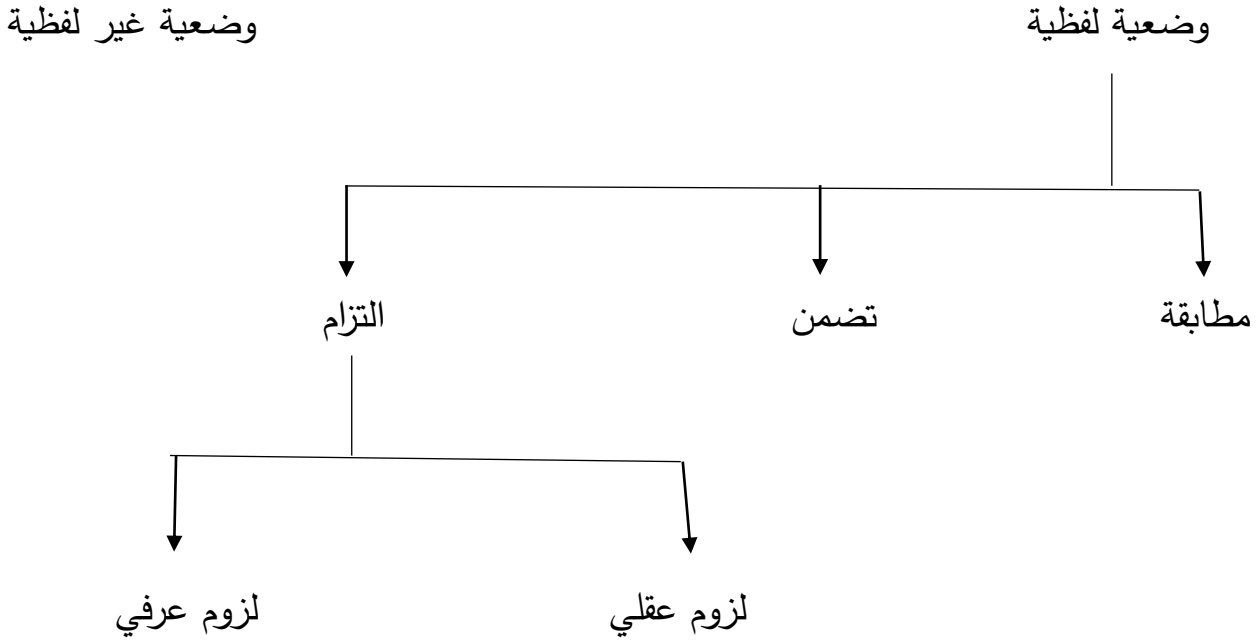 وضعية لفظية
وضعية غير لفظية
مطابقة
تضمن
التزام
لزوم عقلي
لزوم عرفي